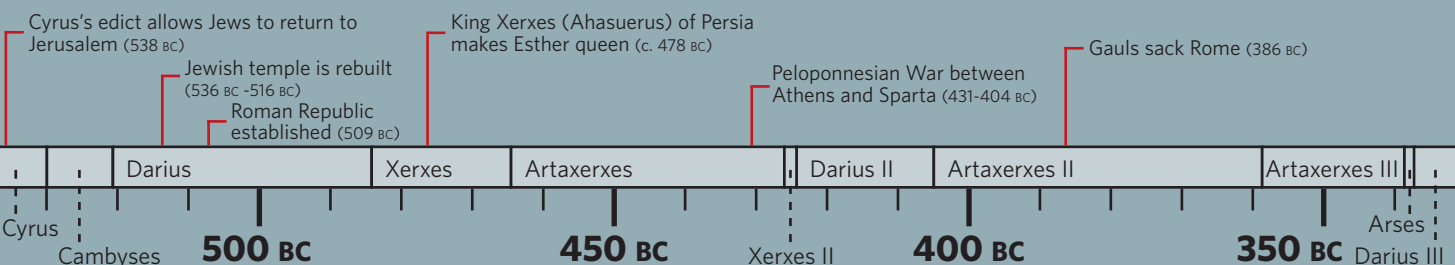 Cyrus's edict allows Jews to return to
Jerusalem (538 BC)
Jewish temple is rebuilt
(536 BC -516 BC)
Roman Republic
established (509 BC)
King Xerxes (Ahasuerus) of Persia
makes Esther queen (c. 478 BC)
Peloponnesian War between
Athens and Sparta (431-404 BC)
Gauls sack Rome (386 BC)
Darius
Xerxes
Artaxerxes
Darius II
Artaxerxes II
Artaxerxes III
Cyrus
Cambyses
500 BC
450 BC
Xerxes II
400 BC
350 BC
Arses
Darius III